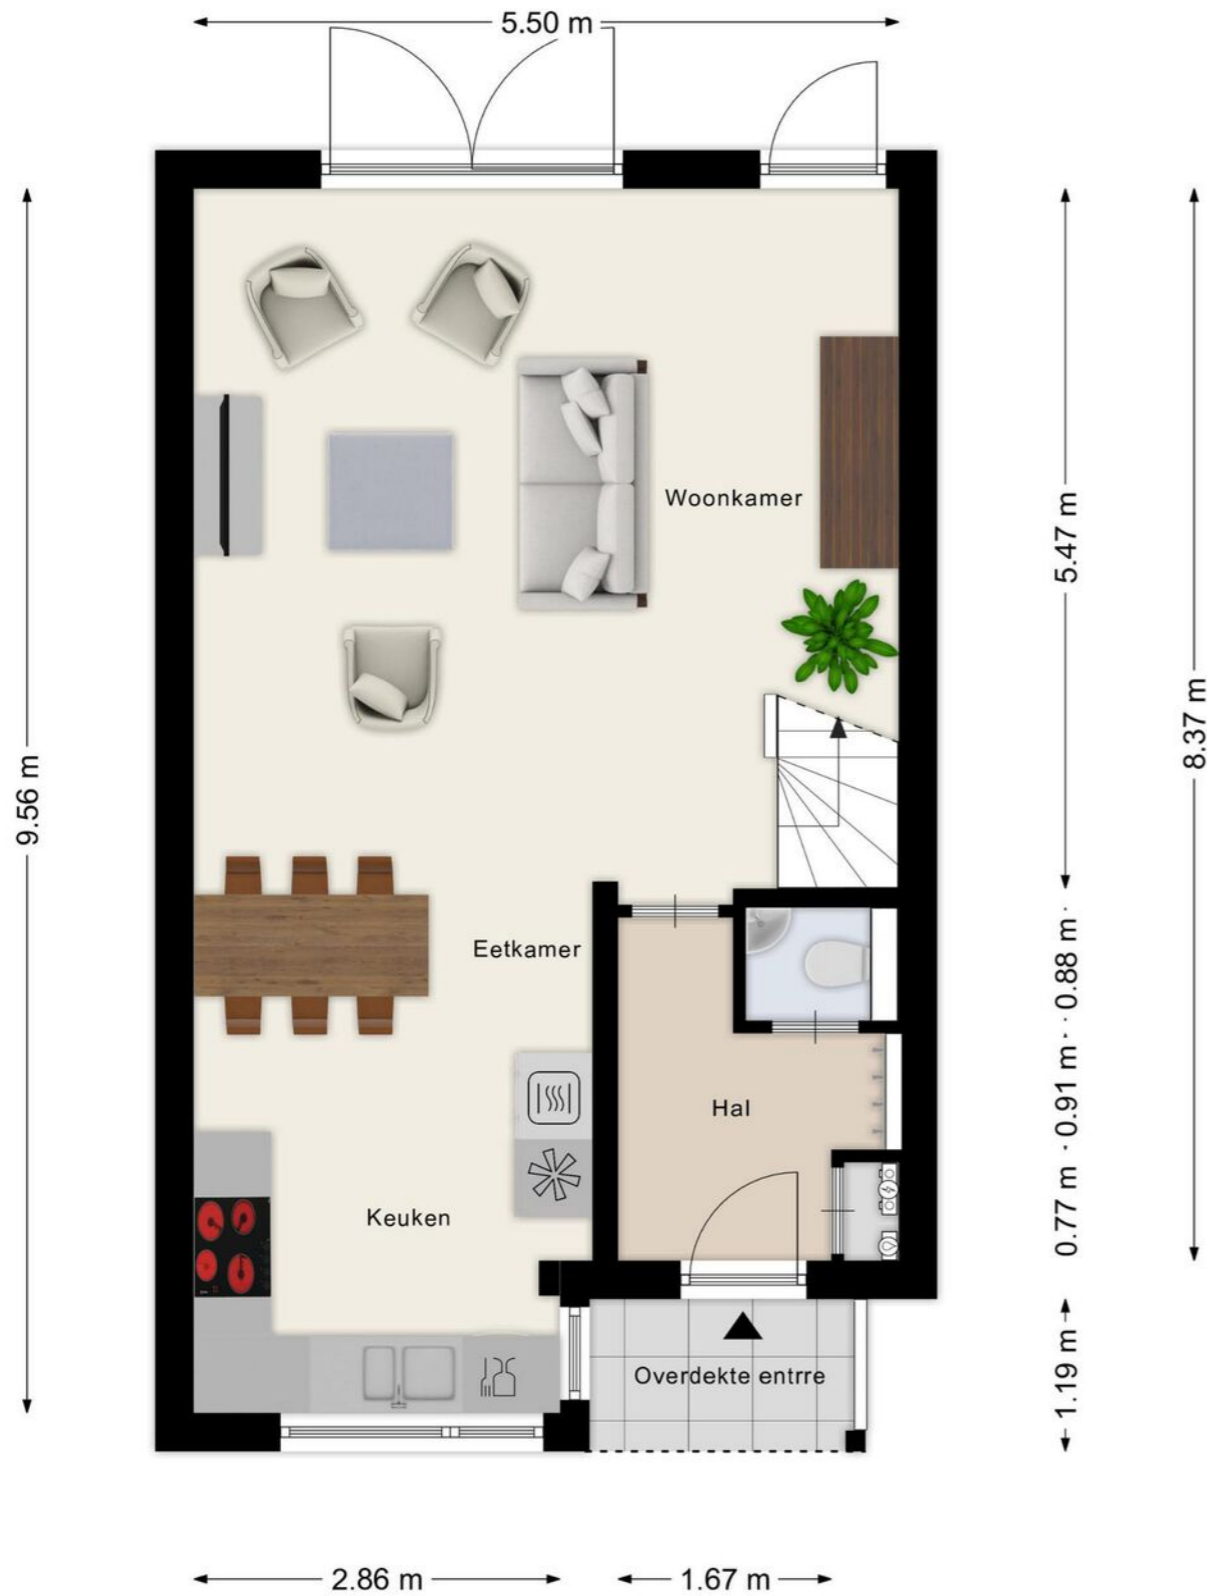 5.50 m
Woonkamer
5.47 m
8.37 m
9.56 m
Eetkamer
0.88 m
0.91 m
Hal
0.77 m
Keuken
Overdekte entrre
1.19 m
2.86 m
1.67 m